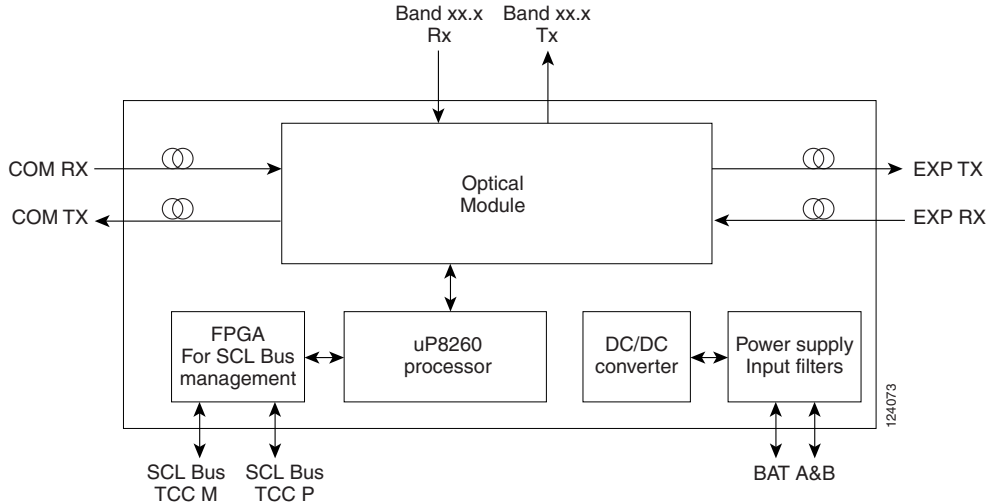 Band xx.x
Rx
Band xx.x
Tx
COM RX
COM TX
Optical
Module
EXP TX
EXP RX
FPGA
For SCL Bus
management
uP8260
processor
DC/DC
converter
Power supply
Input filters
124073
SCL Bus
TCC M
SCL Bus
TCC P
BAT A&B